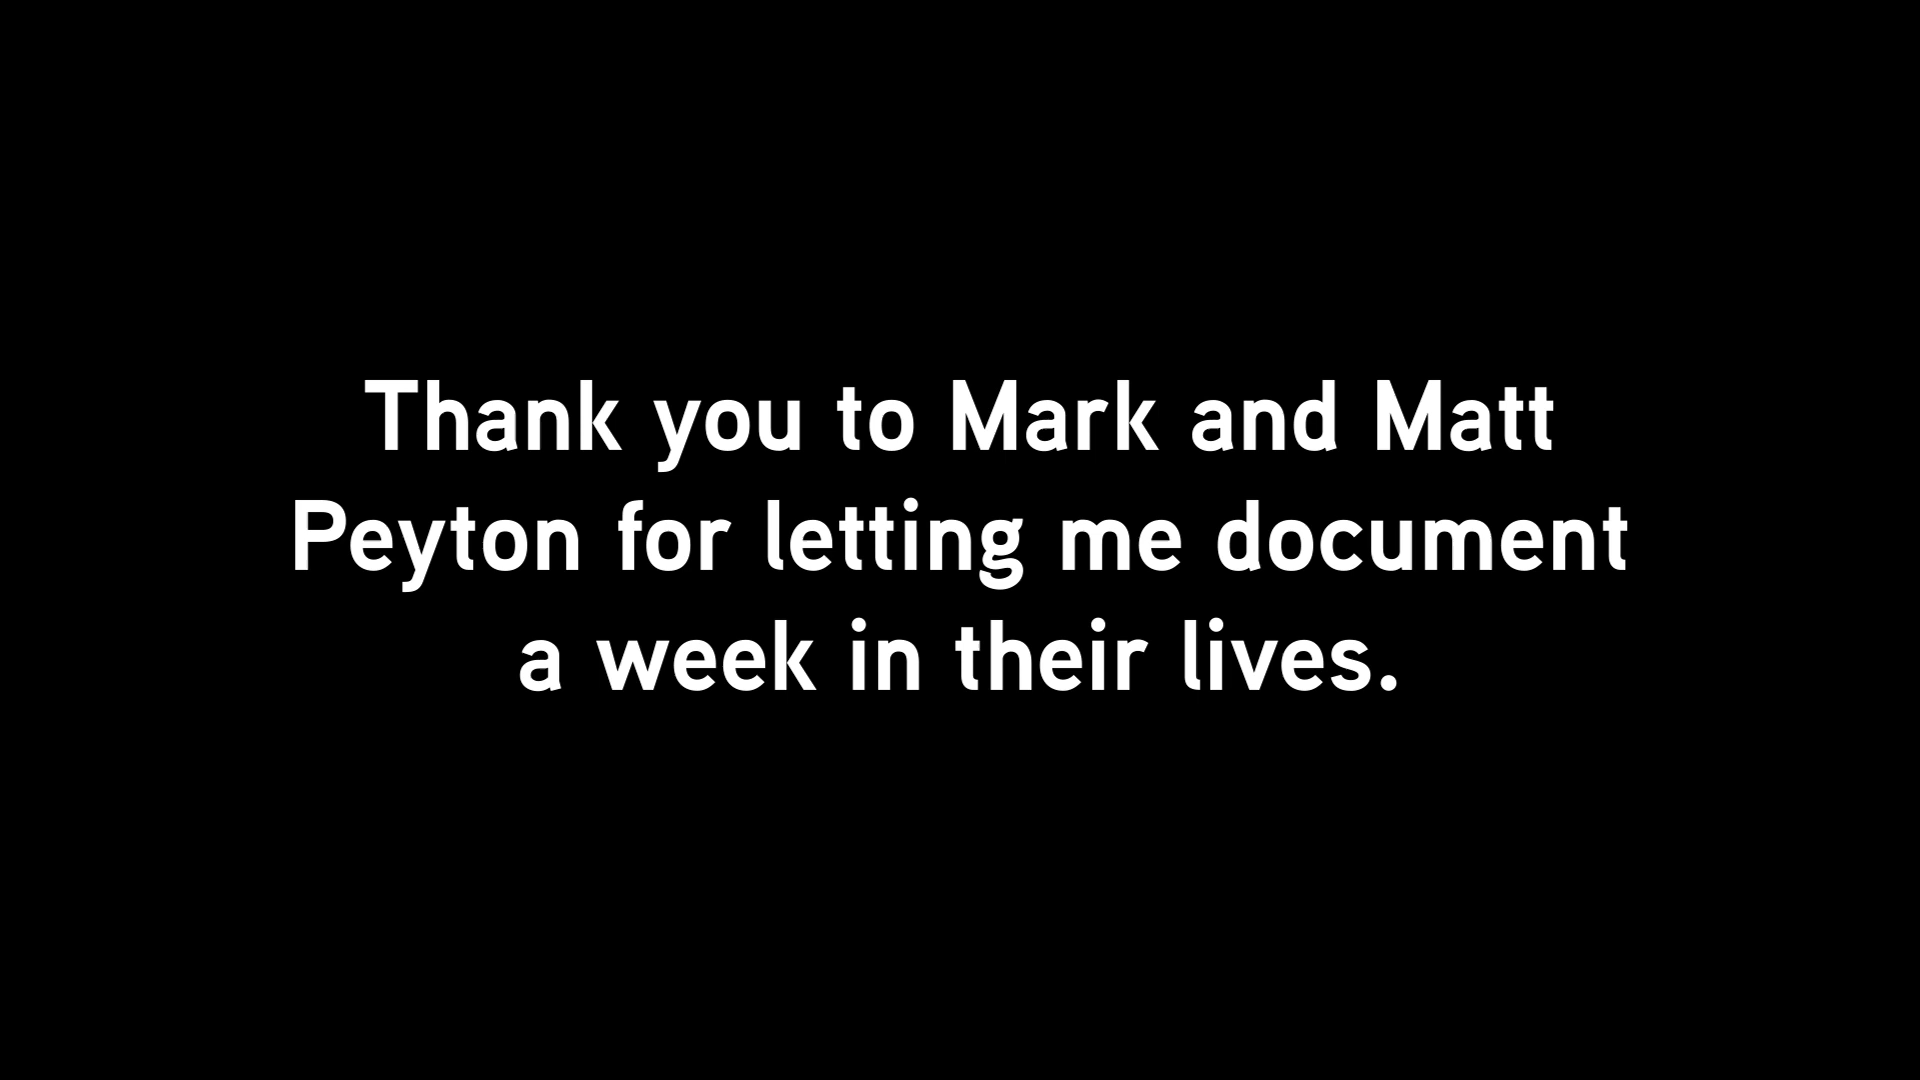 Thank you to Mark and Matt
Peyton for letting me document
a week in their lives.